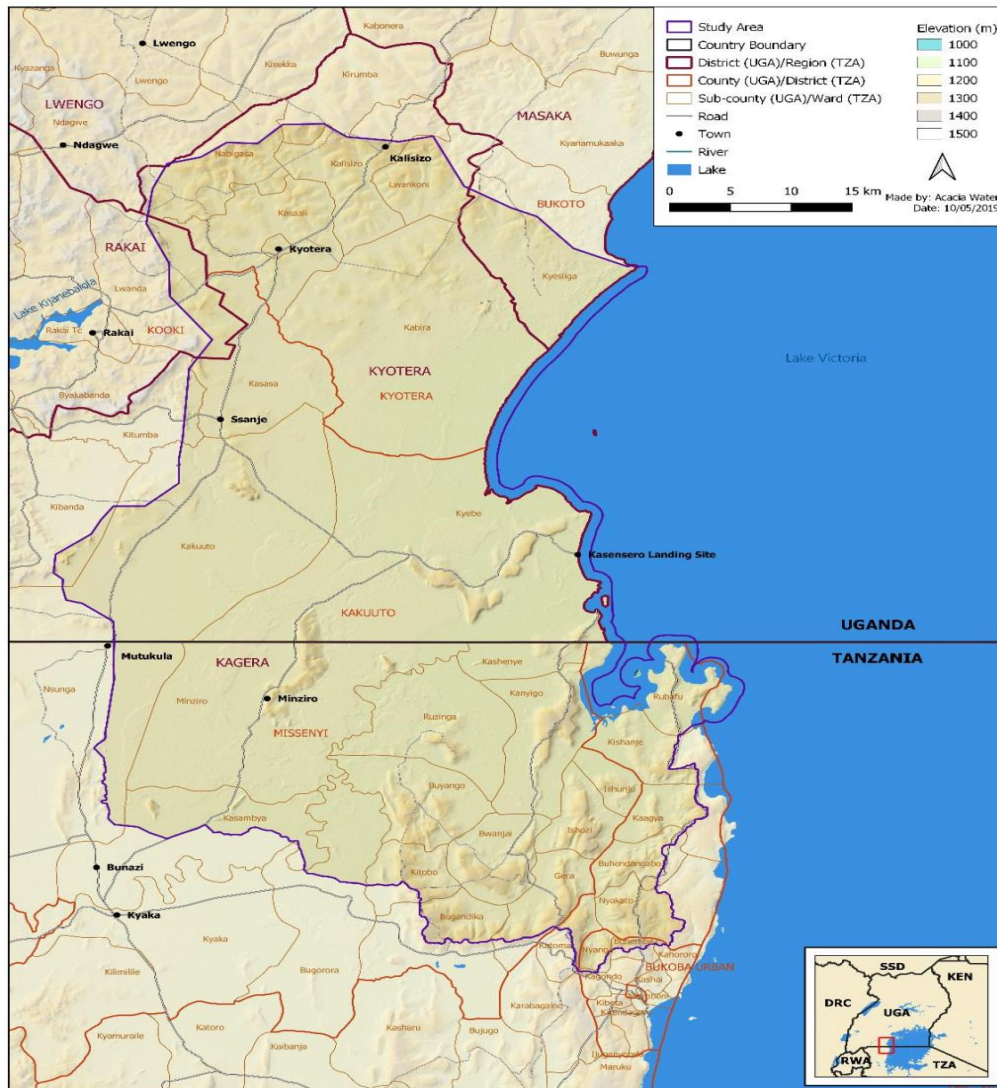 Study Area
Country Boundary
District (UGA)/Region (TZA)
County (UGA)/District (TZA)
Sub-county (UGA)/Ward (TZA)
Road
Town
River
Lake
0 5 10 15 km
Elevation (m)
1000
1100
1200
1300
1400
1500
Made by: Acacia Water
Date: 10/05/2019
Lwengo
Kabonera
Kyazanga
Lwengo
Kisekka
Buwunga
Kirumba
LWENGO
Ndagwe
MASAKA
Ndagwe
Kyanamukaaka
Nabigasa
Kalisizo
Kalisizo
Lwankoni
BUKOTO
Kasaali
RAKAI
Kyotera
Kyesiiga
Lwanda
Lake Kijanebalola
Rakai Tc
Rakai
KOOKI
Kabira
Lake Victoria
KYOTERA
Byakabanda
Kasasa
KYOTERA
Ssanje
Kitumba
Kibanda
Kyebe
Kakuuto
Kasensero Landing Site
KAKUUTO
UGANDA
Mutukula
TANZANIA
KAGERA
Kashenye
Nsunga
Minziro
Minziro
Kanyigo
Rubafu
Ruzinga
MISSENYI
Kishanje
Buyango
Ishunju
Kasambya
Kaagya
Bwanjai
Ishozi
Buhendangabo
Bunazi
Kitobo
Gera
Nyakato
Kyaka
Bugandika
Kyaka
Katoma
Kahororo
BUKOBA URBAN
Kilimilile
Bugorora
Kagondo
Kashai
Karabagaine
Kibeta
Kyamuraile
Katoro
Kasharu
Bujugo
Kaibanja
Maruku
SSD
KEN
DRC
UGA
RWA
TZA